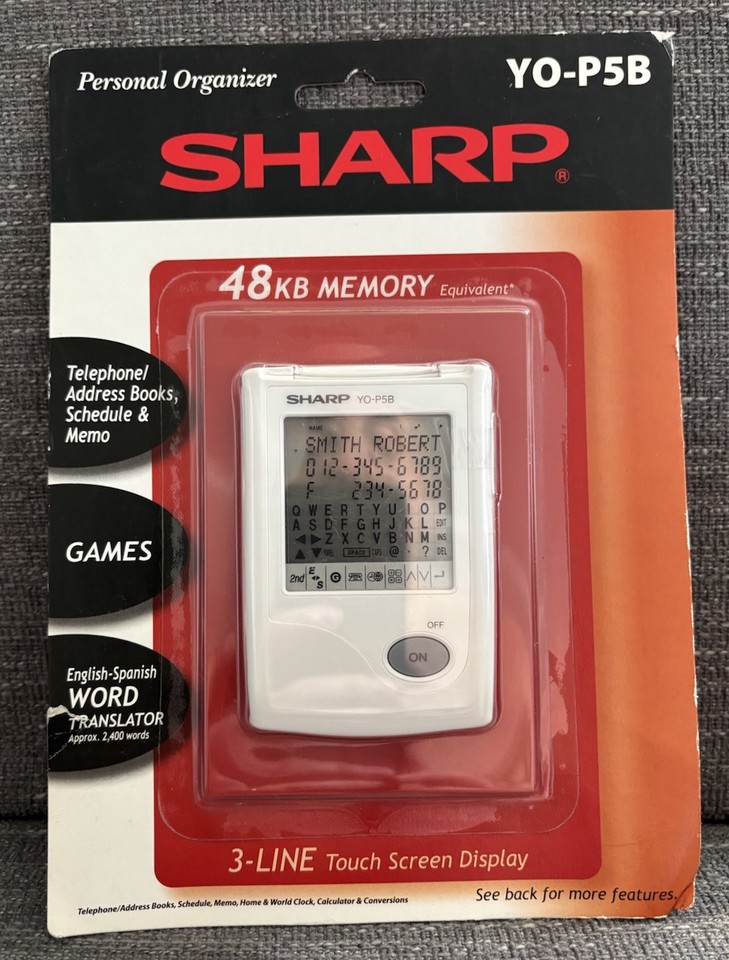 Personal Organizer
YO-P5B
SHARP®
48KB MEMORY Equivalent*
Telephone/
Address Books,
Schedule &
Memo
GAMES
English-Spanish
WORD
TRANSLATOR
Approx. 2,400 words
SHARP YO-P5B
NAME
SMITH ROBERT
012-345-6789
F 234-5678
Q W E R T Y U I O P
A S D F G H J K L EDIT
◀ ▶ Z X C V B N M INS
▲ ▼ SPACE @ - ? DEL
2nd E S G
OFF
ON
3-LINE Touch Screen Display
See back for more features.
Telephone/Address Books, Schedule, Memo, Home & World Clock, Calculator & Conversions